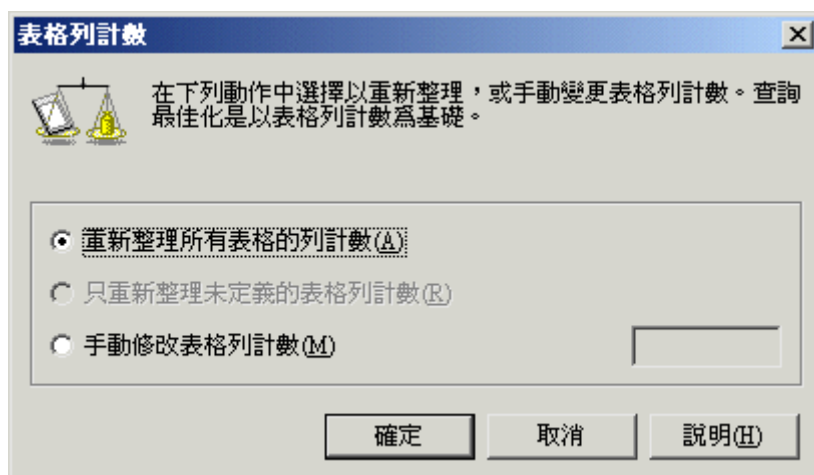 表格列計數
在下列動作中選擇以重新整理，或手動變更表格列計數。查詢
最佳化是以表格列計數爲基礎。
重新整理所有表格的列計數(A)
只重新整理未定義的表格列計數(R)
手動修改表格列計數(M)
確定
取消
說明(H)